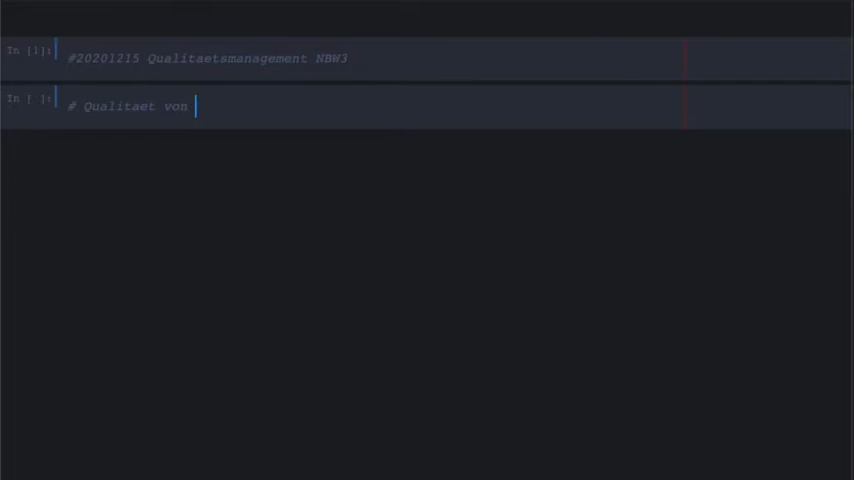 In [1]: #20201215 Qualitaetsmanagement NBW3
In [ ]: # Qualitaet von